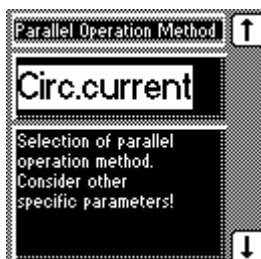 Parallel Operation Method
Circ.current
Selection of parallel
operation method.
Consider other
specific parameters!